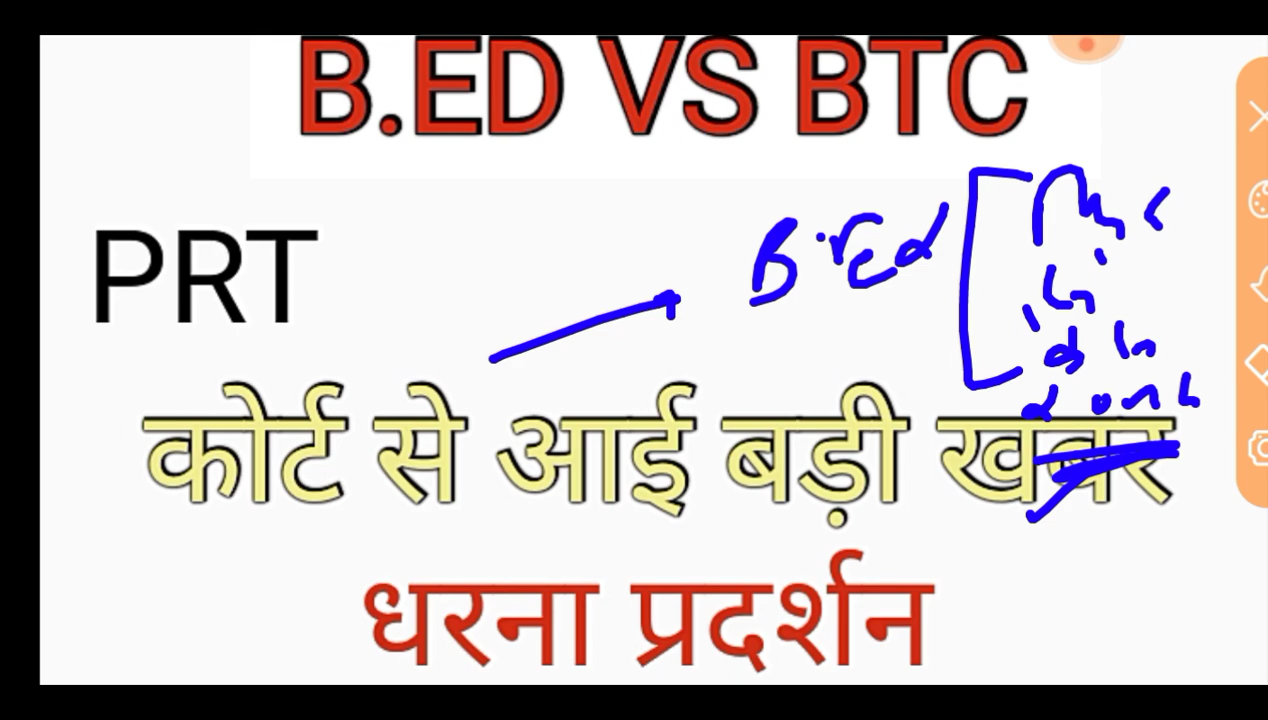 B.ED VS BTC
PRT
B.Ed
कोर्ट से आई बड़ी खबर
धरना प्रदर्शन